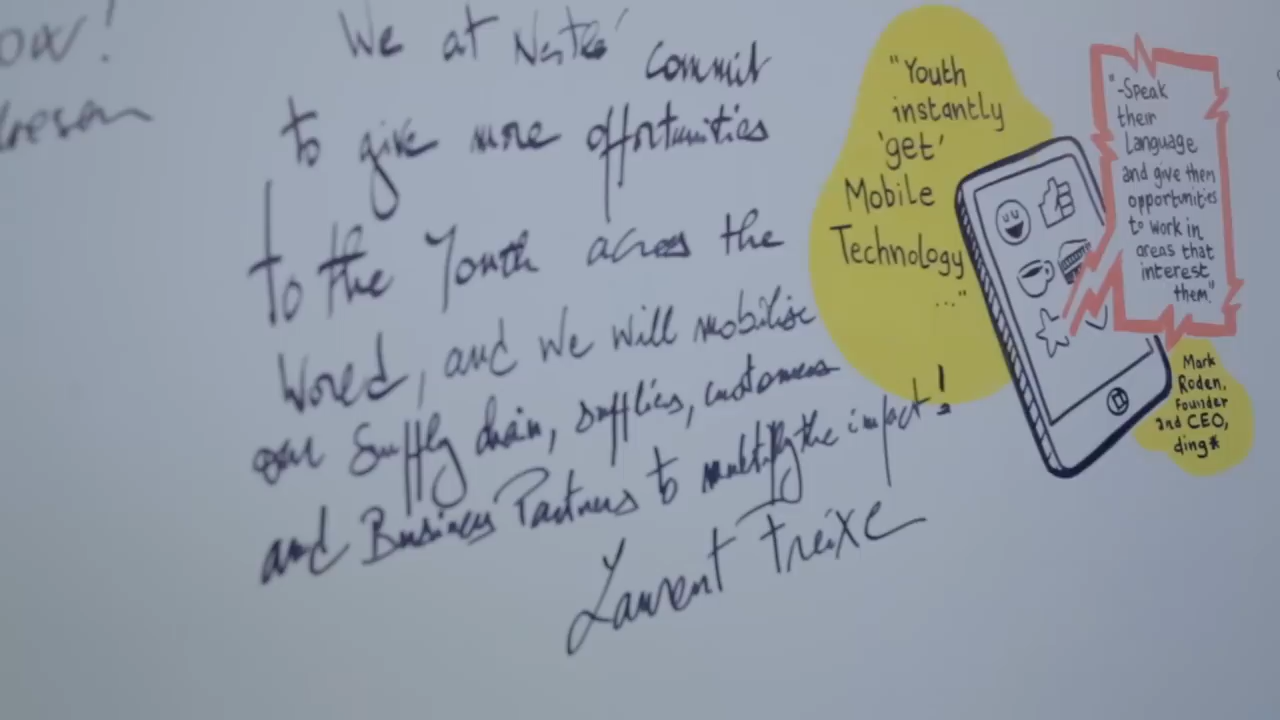 ow!
We at Nestlé commit
to give more opportunities
to the Youth across the
World, and we will mobilise
our supply chain, supplies, customers
and Business Partners to multiply the impact!
Laurent Freixe
"Youth
instantly
'get'
Mobile
Technology
..."
"-Speak
their
Language
and give them
opportunities
to work in
areas that
interest
them."
Mark
Roden,
Founder
and CEO,
ding*